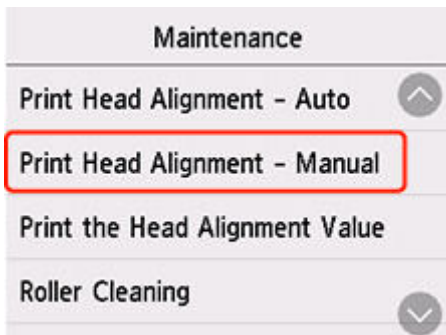 Maintenance
Print Head Alignment - Auto
Print Head Alignment - Manual
Print the Head Alignment Value
Roller Cleaning